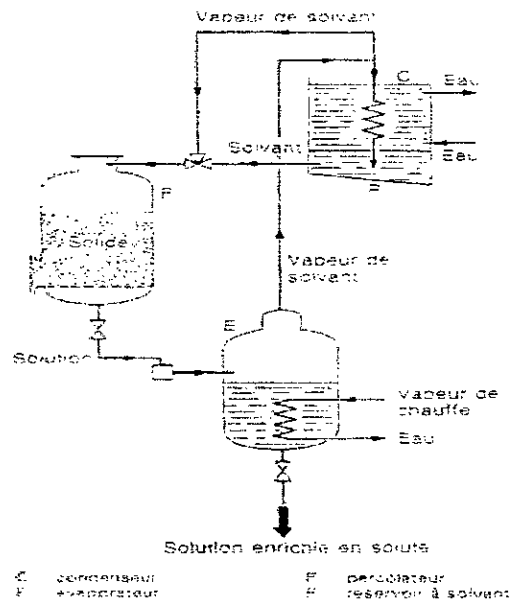 Vapeur de solvant
C
Eau
Solvant
Eau
P
Solide
Vapeur de
solvant
E
Solution
Vapeur de
chauffe
Eau
Solution enrichie en soluté
C condenseur
évaporateur
P percolateur
réservoir à solvant